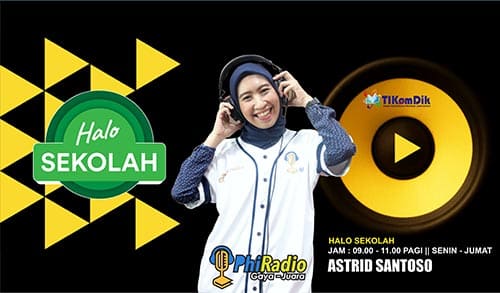 Halo
SEKOLAH
TIKomDik
PhiRadio
Gaya-Juara
HALO SEKOLAH
JAM : 09.00 - 11.00 PAGI || SENIN - JUMAT
ASTRID SANTOSO